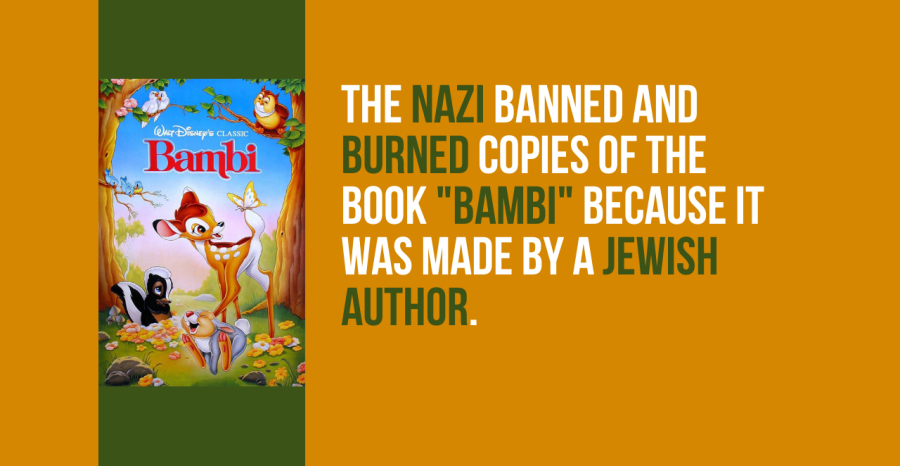 WALT DISNEY'S CLASSIC
Bambi
THE NAZI BANNED AND
BURNED COPIES OF THE
BOOK "BAMBI" BECAUSE IT
WAS MADE BY A JEWISH
AUTHOR.